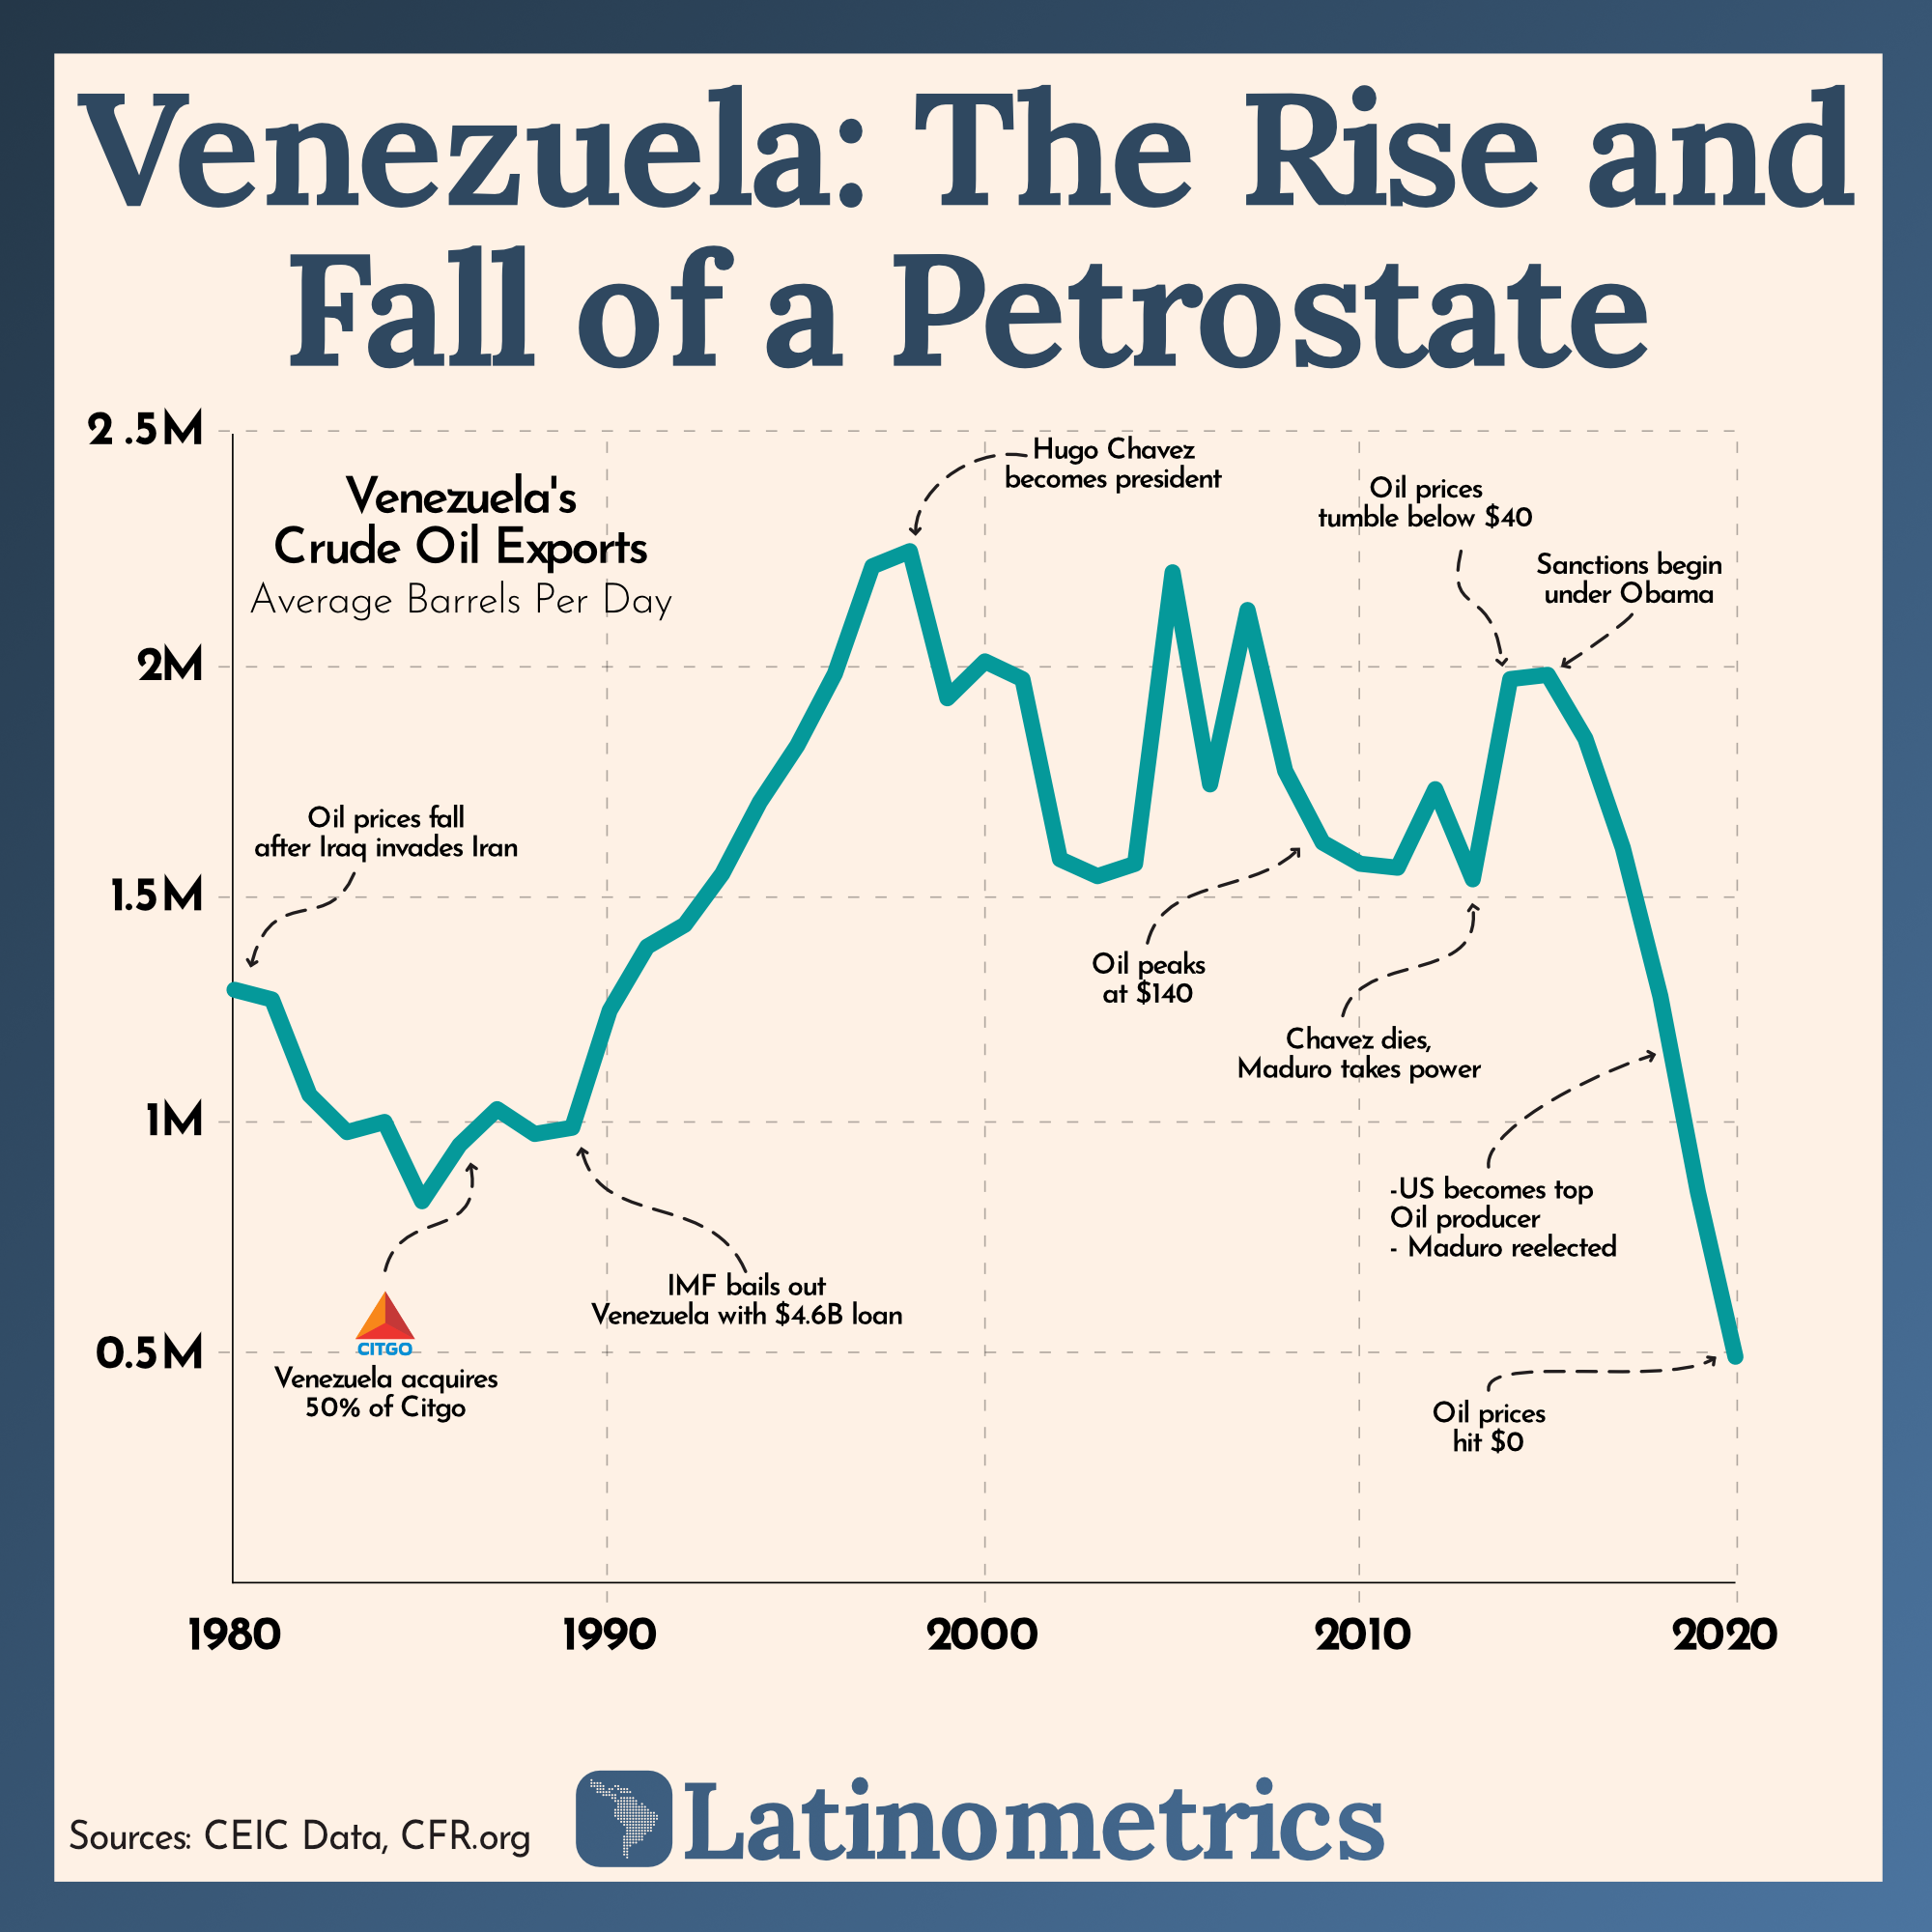 Venezuela: The Rise and
Fall of a Petrostate
2.5M
2M
1.5M
1M
0.5M
Venezuela's
Crude Oil Exports
Average Barrels Per Day
Hugo Chavez
becomes president
Oil prices
tumble below $40
Sanctions begin
under Obama
Oil prices fall
after Iraq invades Iran
Oil peaks
at $140
Chavez dies,
Maduro takes power
-US becomes top
Oil producer
- Maduro reelected
IMF bails out
Venezuela with $4.6B loan
CITGO
Venezuela acquires
50% of Citgo
Oil prices
hit $0
1980
1990
2000
2010
2020
Sources: CEIC Data, CFR.org
Latinometrics